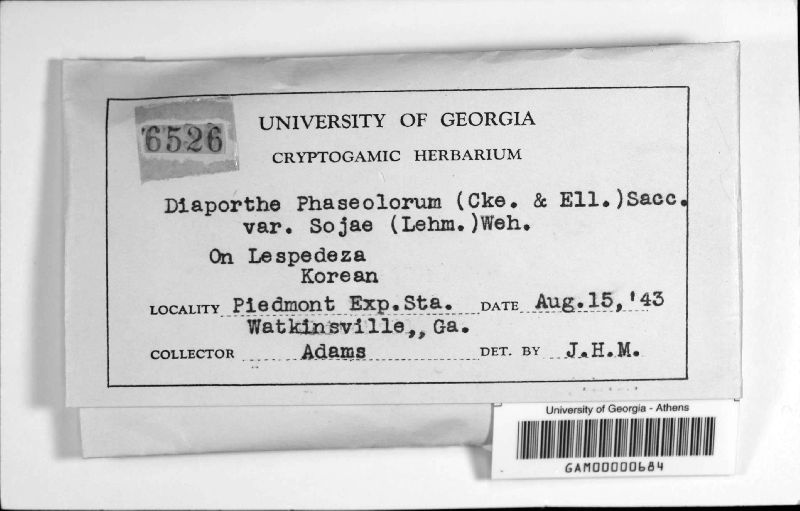 6526
UNIVERSITY OF GEORGIA
CRYPTOGAMIC HERBARIUM
Diaporthe Phaseolorum (Cke. & Ell.)Sacc.
var. Sojae (Lehm.)Weh.
On Lespedeza
Korean
LOCALITY Piedmont Exp.Sta. DATE Aug.15,'43
Watkinsville,, Ga.
COLLECTOR Adams DET. BY J.H.M.
University of Georgia - Athens
GAM00000684